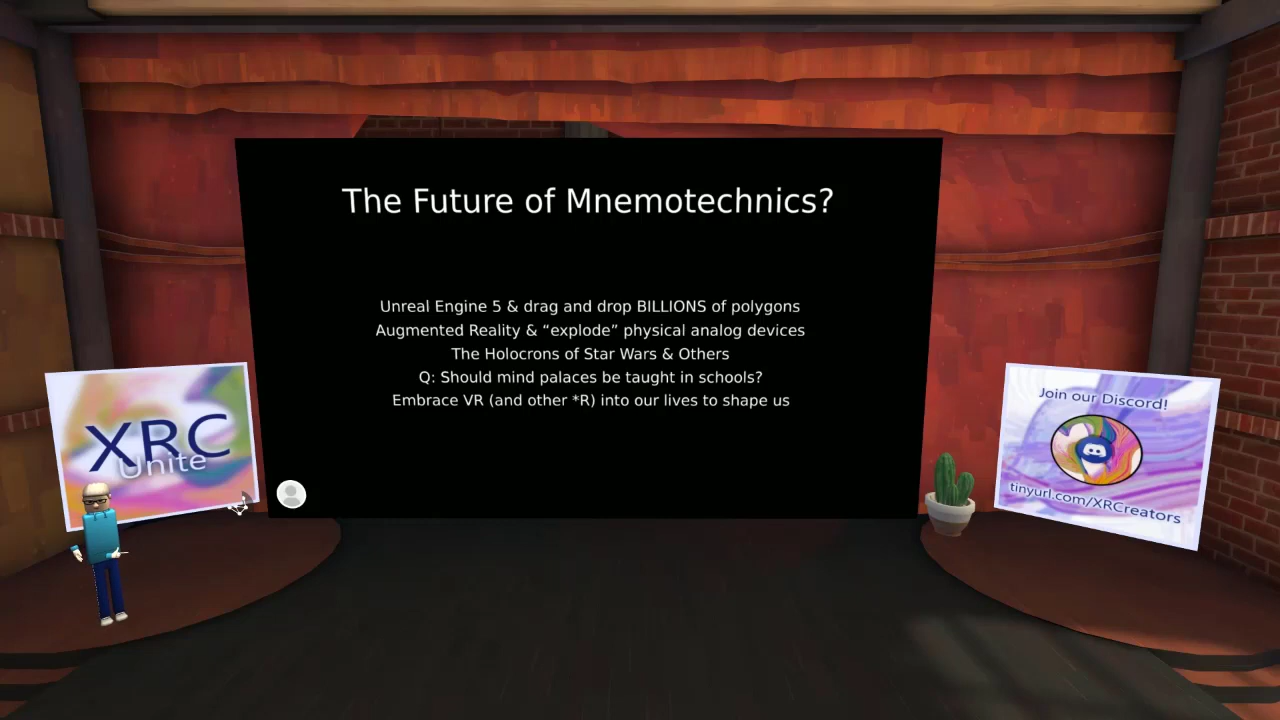 The Future of Mnemotechnics?
Unreal Engine 5 & drag and drop BILLIONS of polygons
Augmented Reality & “explode” physical analog devices
The Holocrons of Star Wars & Others
Q: Should mind palaces be taught in schools?
Embrace VR (and other *R) into our lives to shape us
XRC
Unite
Join our Discord!
tinyurl.com/XRCreators